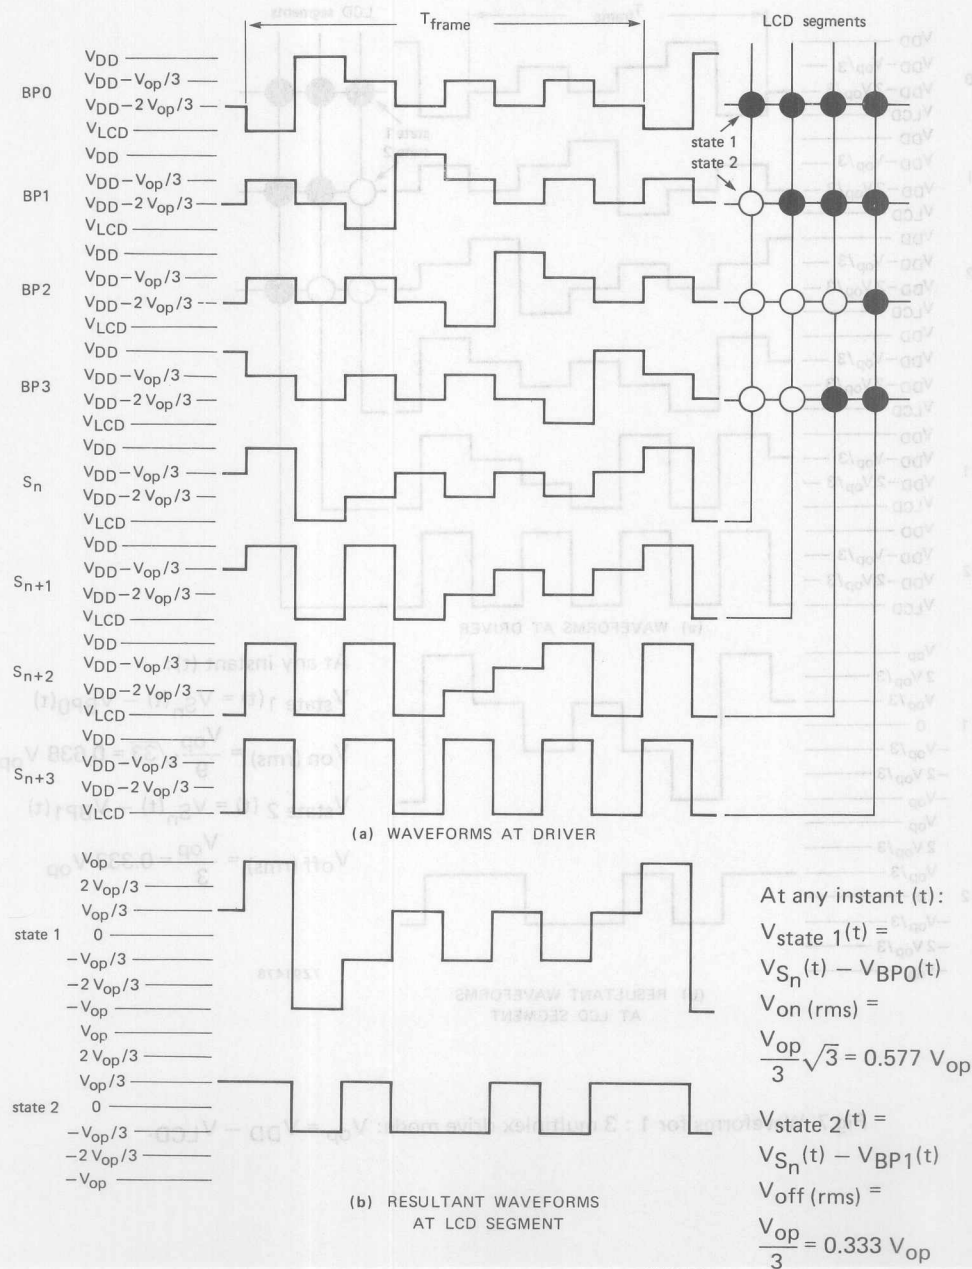 T_frame
LCD segments
BP0
V_DD
V_DD − V_op/3
V_DD − 2 V_op/3
V_LCD
state 1
state 2
BP1
V_DD
V_DD − V_op/3
V_DD − 2 V_op/3
V_LCD
BP2
V_DD
V_DD − V_op/3
V_DD − 2 V_op/3
V_LCD
BP3
V_DD
V_DD − V_op/3
V_DD − 2 V_op/3
V_LCD
S_n
V_DD
V_DD − V_op/3
V_DD − 2 V_op/3
V_LCD
S_n+1
V_DD
V_DD − V_op/3
V_DD − 2 V_op/3
V_LCD
S_n+2
V_DD
V_DD − V_op/3
V_DD − 2 V_op/3
V_LCD
S_n+3
V_DD
V_DD − V_op/3
V_DD − 2 V_op/3
V_LCD
(a) WAVEFORMS AT DRIVER
state 1
V_op
2 V_op/3
V_op/3
0
−V_op/3
−2 V_op/3
−V_op
state 2
V_op
2 V_op/3
V_op/3
0
−V_op/3
−2 V_op/3
−V_op
(b) RESULTANT WAVEFORMS
AT LCD SEGMENT
At any instant (t):
V_state 1(t) =
V_Sn(t) − V_BP0(t)
V_on (rms) =
V_op/3 √3 = 0.577 V_op
V_state 2(t) =
V_Sn(t) − V_BP1(t)
V_off (rms) =
V_op/3 = 0.333 V_op